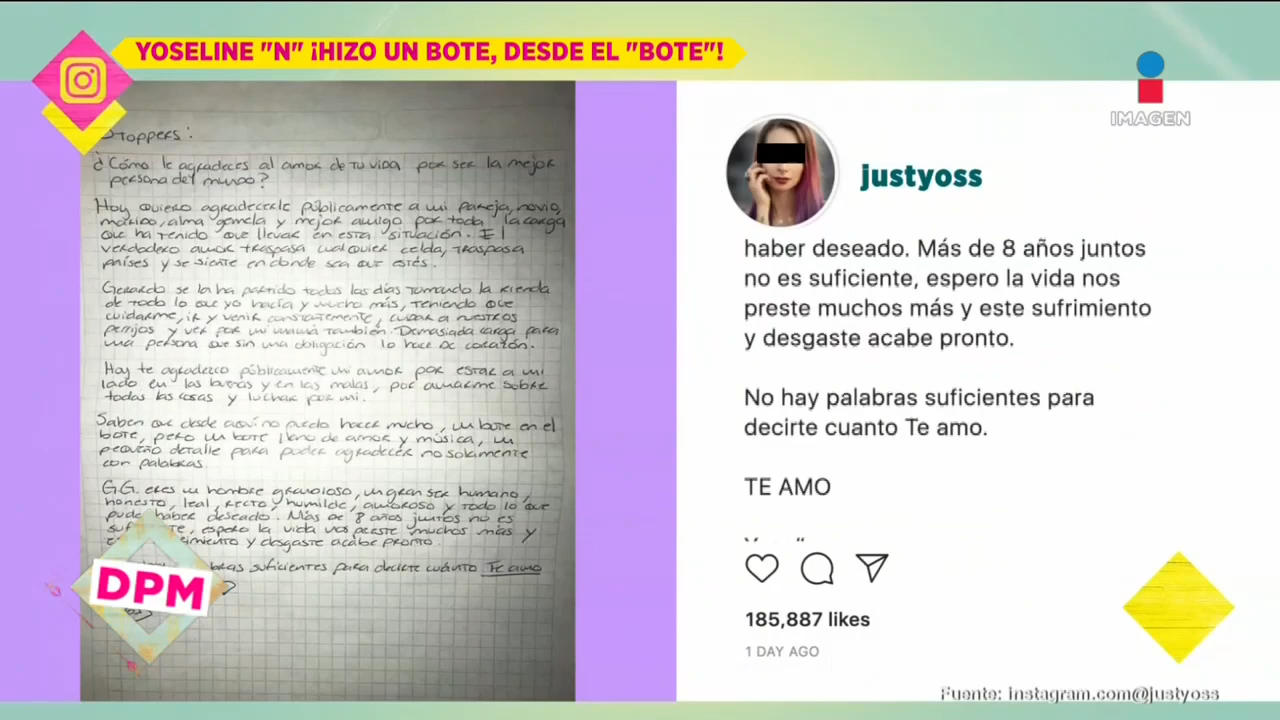 YOSELINE "N" ¡HIZO UN BOTE, DESDE EL "BOTE"!
IMAGEN
toppers:
¿Cómo le agradeces al amor de tu vida por ser la mejor
persona del mundo?
Hoy quiero agradecerle públicamente a mi pareja, novio,
marido, alma gemela y mejor amigo por toda la carga
que ha tenido que llevar en esta situación. El
verdadero amor traspasa cualquier celda, traspasa
países y se siente en donde sea que estés.
Gerardo se la ha partido todos los días tomando la rienda
de todo lo que yo hacía y mucho más, teniendo que
cuidarme, ir y venir constantemente, cuidar a nuestros
perrijos y ver por mi mamá también. Demasiada carga para
una persona que sin una obligación lo hace de corazón.
Hoy te agradezco públicamente mi amor por estar a mi
lado en las buenas y en las malas, por amarme sobre
todas las cosas y luchar por mi.
Saben que desde aquí no puedo hacer mucho, un bote en el
bote, pero un bote lleno de amor y música, un
pequeño detalle para poder agradecer no solamente
con palabras.
G.G. eres un hombre grandioso, un gran ser humano,
honesto, leal, recto y humilde, amoroso y todo lo que
pude haber deseado. Más de 8 años juntos no es
suf te, espero la vida nos preste muchos más y
e imiento y desgaste acabe pronto.
bras suficientes para decirte cuánto Te amo
DPM
justyoss
haber deseado. Más de 8 años juntos
no es suficiente, espero la vida nos
preste muchos más y este sufrimiento
y desgaste acabe pronto.
No hay palabras suficientes para
decirte cuanto Te amo.
TE AMO
185,887 likes
1 DAY AGO
Fuente: instagram.com@justyoss